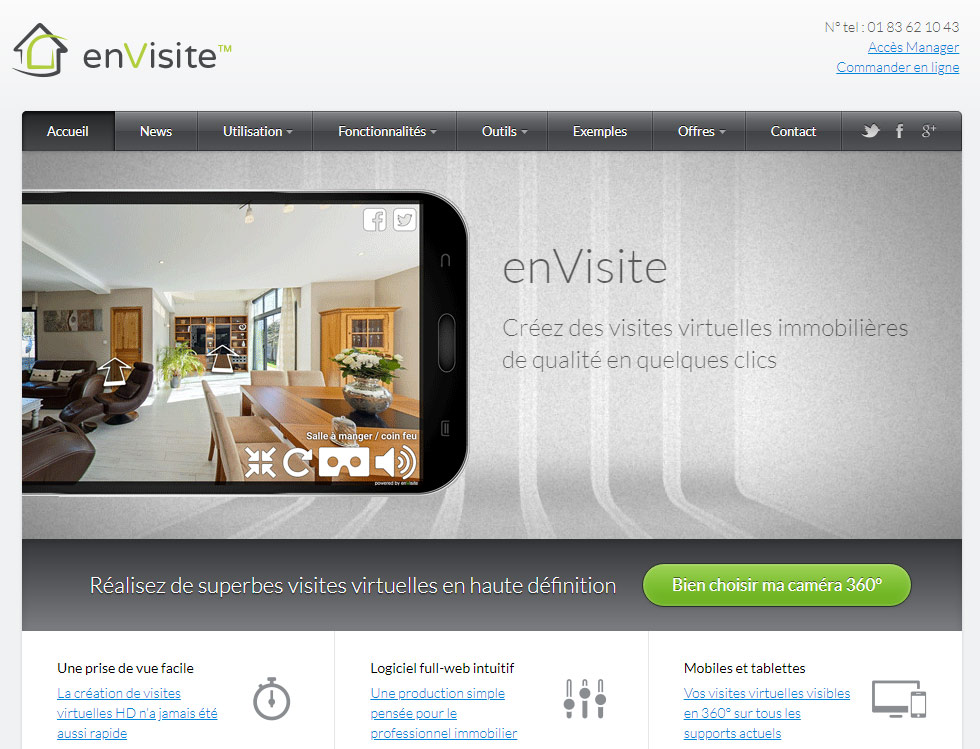 enVisite™
N° tel : 01 83 62 10 43
Accès Manager
Commander en ligne
Accueil
News
Utilisation
Fonctionnalités
Outils
Exemples
Offres
Contact
enVisite
Créez des visites virtuelles immobilières
de qualité en quelques clics
Salle à manger / coin feu
powered by enVisite
Réalisez de superbes visites virtuelles en haute définition
Bien choisir ma caméra 360°
Une prise de vue facile
La création de visites
virtuelles HD n'a jamais été
aussi rapide
Logiciel full-web intuitif
Une production simple
pensée pour le
professionnel immobilier
Mobiles et tablettes
Vos visites virtuelles visibles
en 360° sur tous les
supports actuels